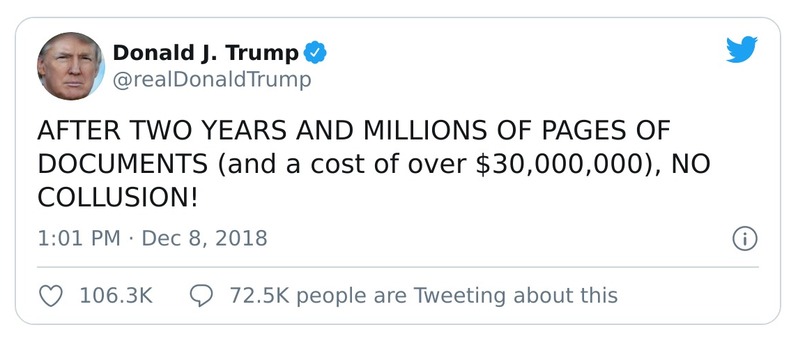 Donald J. Trump
@realDonaldTrump
AFTER TWO YEARS AND MILLIONS OF PAGES OF
DOCUMENTS (and a cost of over $30,000,000), NO
COLLUSION!
1:01 PM · Dec 8, 2018
106.3K 72.5K people are Tweeting about this